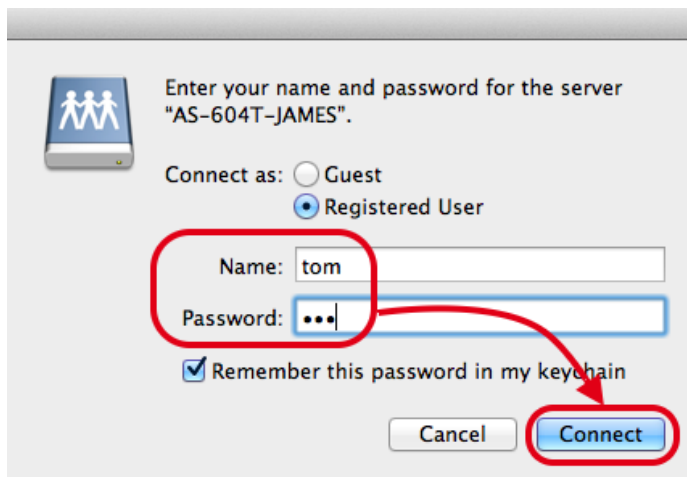 Enter your name and password for the server
"AS-604T-JAMES".
Connect as: Guest
Registered User
Name: tom
Password: •••
Remember this password in my keychain
Cancel Connect